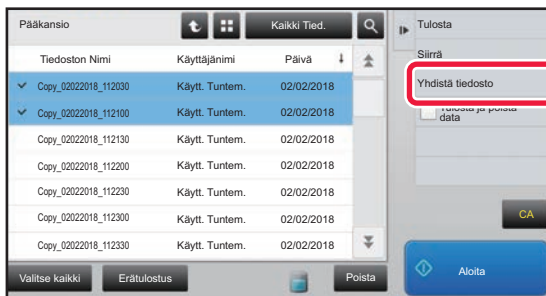 Pääkansio
Kaikki Tied.
Tiedoston Nimi Käyttäjänimi Päivä
Copy_02022018_112030 Käytt. Tuntem. 02/02/2018
Copy_02022018_112100 Käytt. Tuntem. 02/02/2018
Copy_02022018_112130 Käytt. Tuntem. 02/02/2018
Copy_02022018_112200 Käytt. Tuntem. 02/02/2018
Copy_02022018_112230 Käytt. Tuntem. 02/02/2018
Copy_02022018_112300 Käytt. Tuntem. 02/02/2018
Copy_02022018_112330 Käytt. Tuntem. 02/02/2018
Valitse kaikki Erätulostus Poista
Tulosta
Siirrä
Yhdistä tiedosto
Tulosta ja poista
data
CA
Aloita